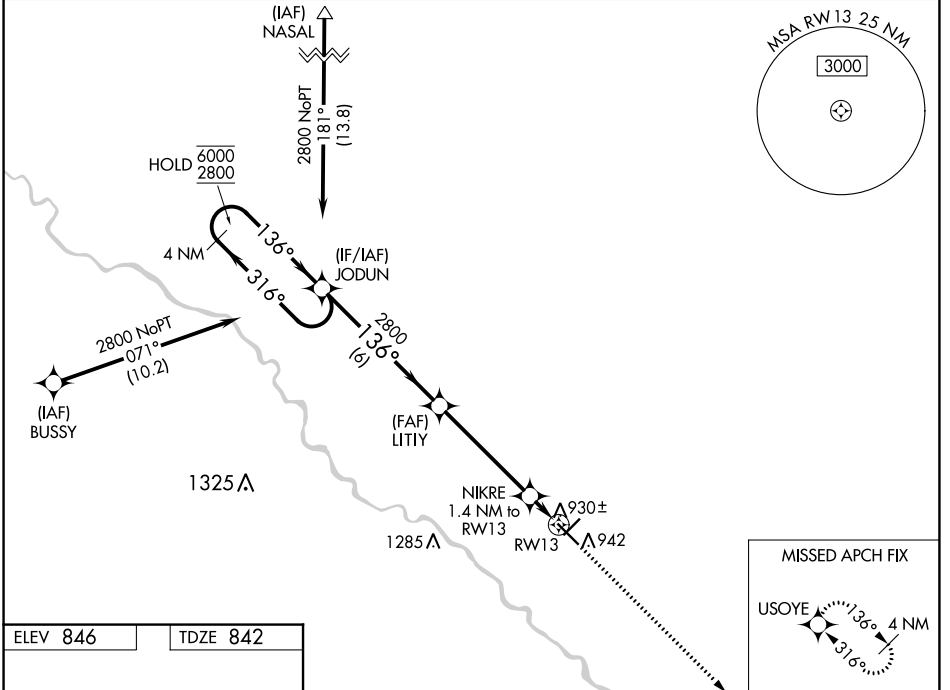 (IAF)
NASAL
2800 NoPT
181°
(13.8)
MSA RW 13 25 NM
3000
HOLD 6000
2800
4 NM
136°
316°
(IF/IAF)
JODUN
2800
136°
(6)
2800 NoPT
071°
(10.2)
(IAF)
BUSSY
(FAF)
LITIY
1325
NIKRE
1.4 NM to
RW13
930±
RW13
942
1285
MISSED APCH FIX
USOYE
136°
4 NM
316°
ELEV 846
TDZE 842